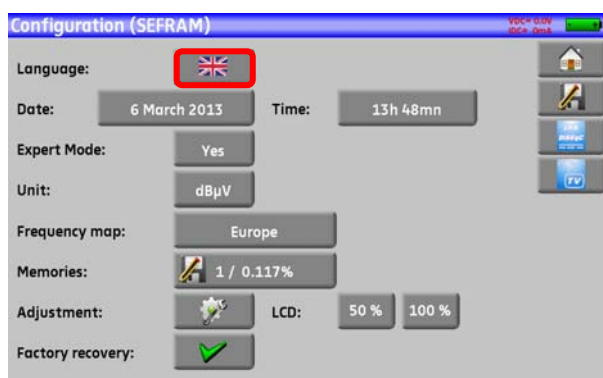 Configuration (SEFRAM)
VDC= 0.0V
IDC= 0mA
Language:
Date: 6 March 2013 Time: 13h 48mn
Expert Mode: Yes
Unit: dBµV
Frequency map: Europe
Memories: 1 / 0.117%
Adjustment: LCD: 50 % 100 %
Factory recovery:
TV